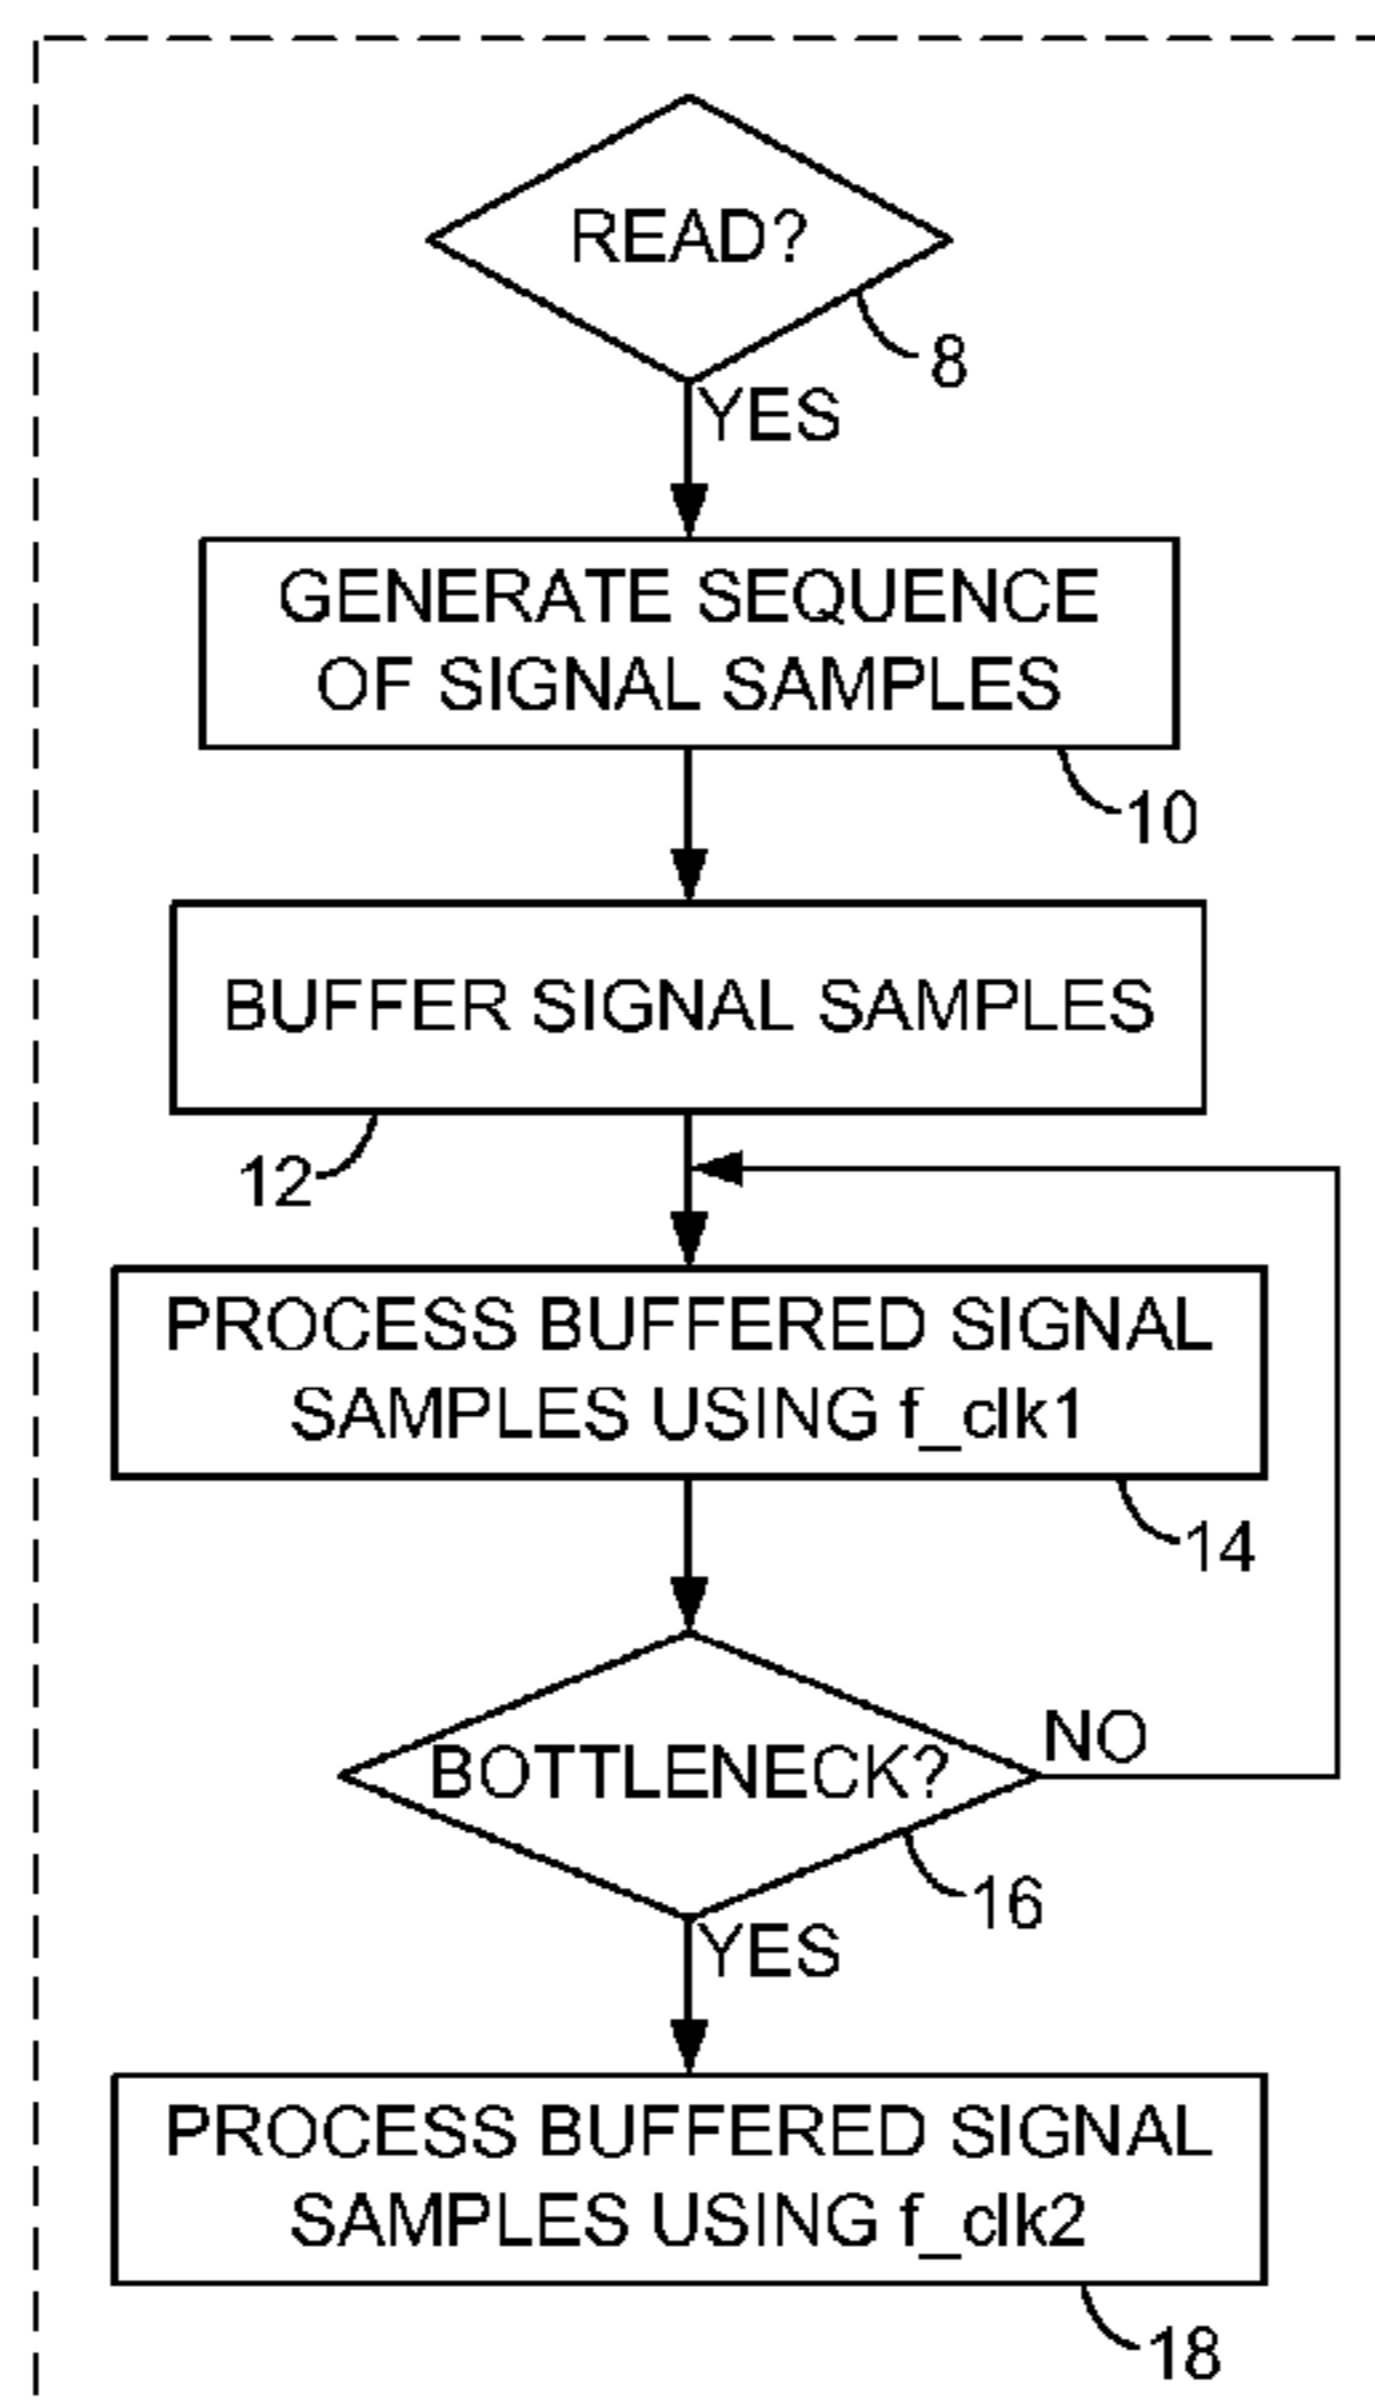 READ?
8
YES
GENERATE SEQUENCE
OF SIGNAL SAMPLES
10
BUFFER SIGNAL SAMPLES
12
PROCESS BUFFERED SIGNAL
SAMPLES USING f_clk1
14
BOTTLENECK?
NO
16
YES
PROCESS BUFFERED SIGNAL
SAMPLES USING f_clk2
18